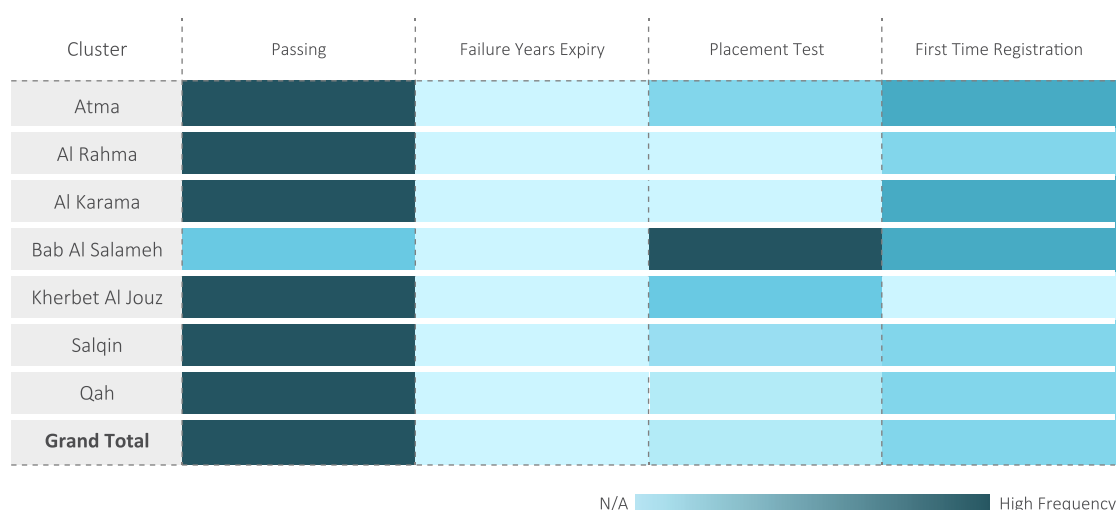 Cluster Passing Failure Years Expiry Placement Test First Time Registration
Atma
Al Rahma
Al Karama
Bab Al Salameh
Kherbet Al Jouz
Salqin
Qah
Grand Total
N/A High Frequency